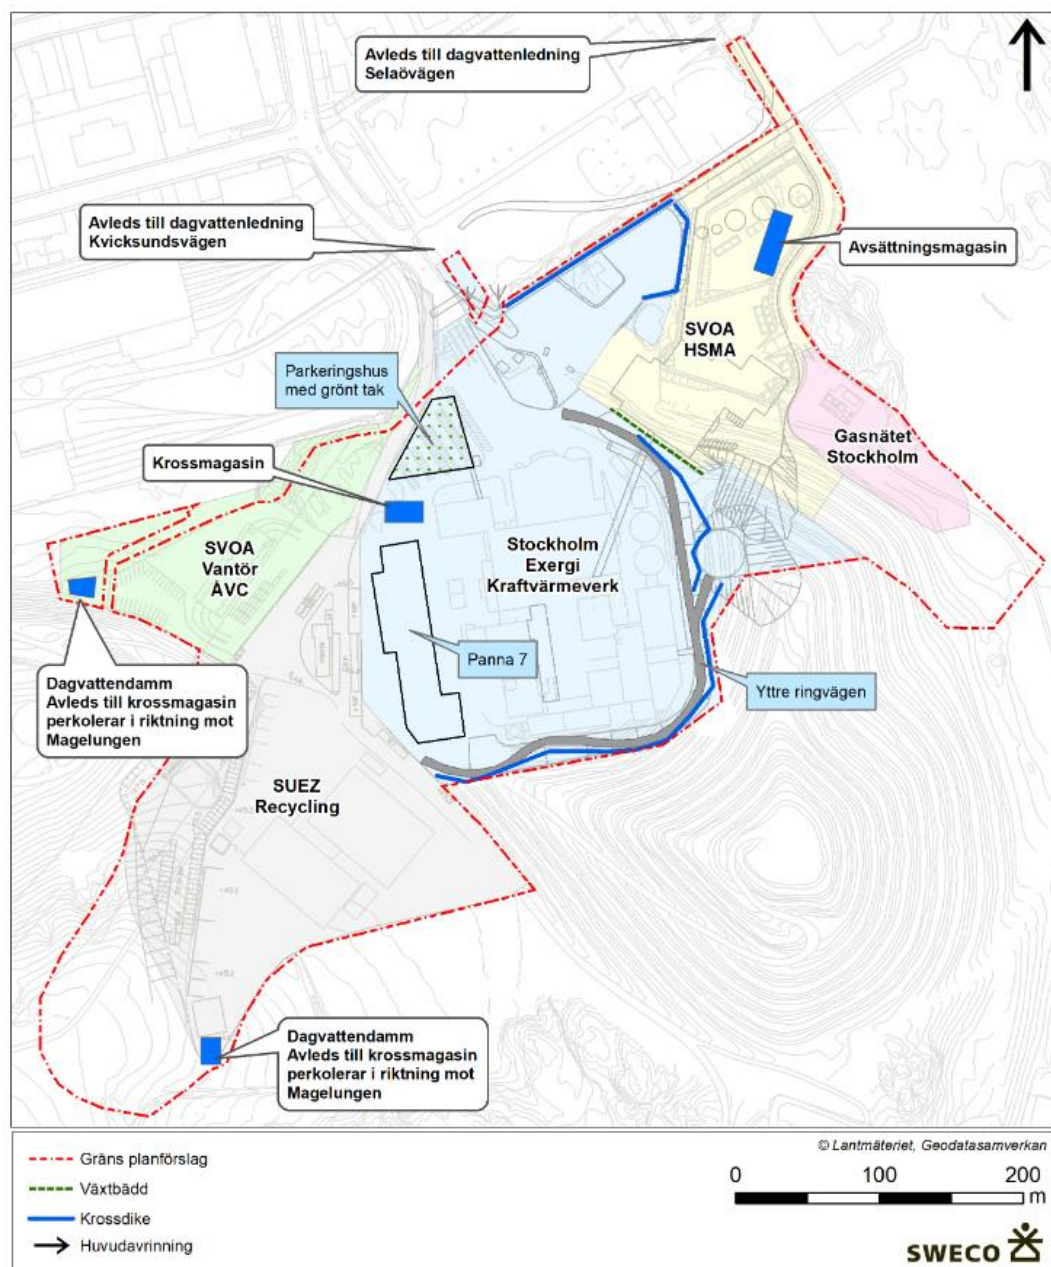 Avleds till dagvattenledning
Selaövägen
Avleds till dagvattenledning
Kvicksundsvägen
Avsättningsmagasin
SVOA
HSMA
Parkeringshus
med grönt tak
Gasnätet
Stockholm
Krossmagasin
SVOA
Vantör
ÅVC
Stockholm
Exergi
Kraftvärmeverk
Panna 7
Yttre ringvägen
Dagvattendamm
Avleds till krossmagasin
perkolerar i riktning mot
Magelungen
SUEZ
Recycling
Dagvattendamm
Avleds till krossmagasin
perkolerar i riktning mot
Magelungen
© Lantmäteriet, Geodatasamverkan
Gräns planförslag
Växtbädd
Krossdike
Huvudavrinning
0 100 200
m
SWECO